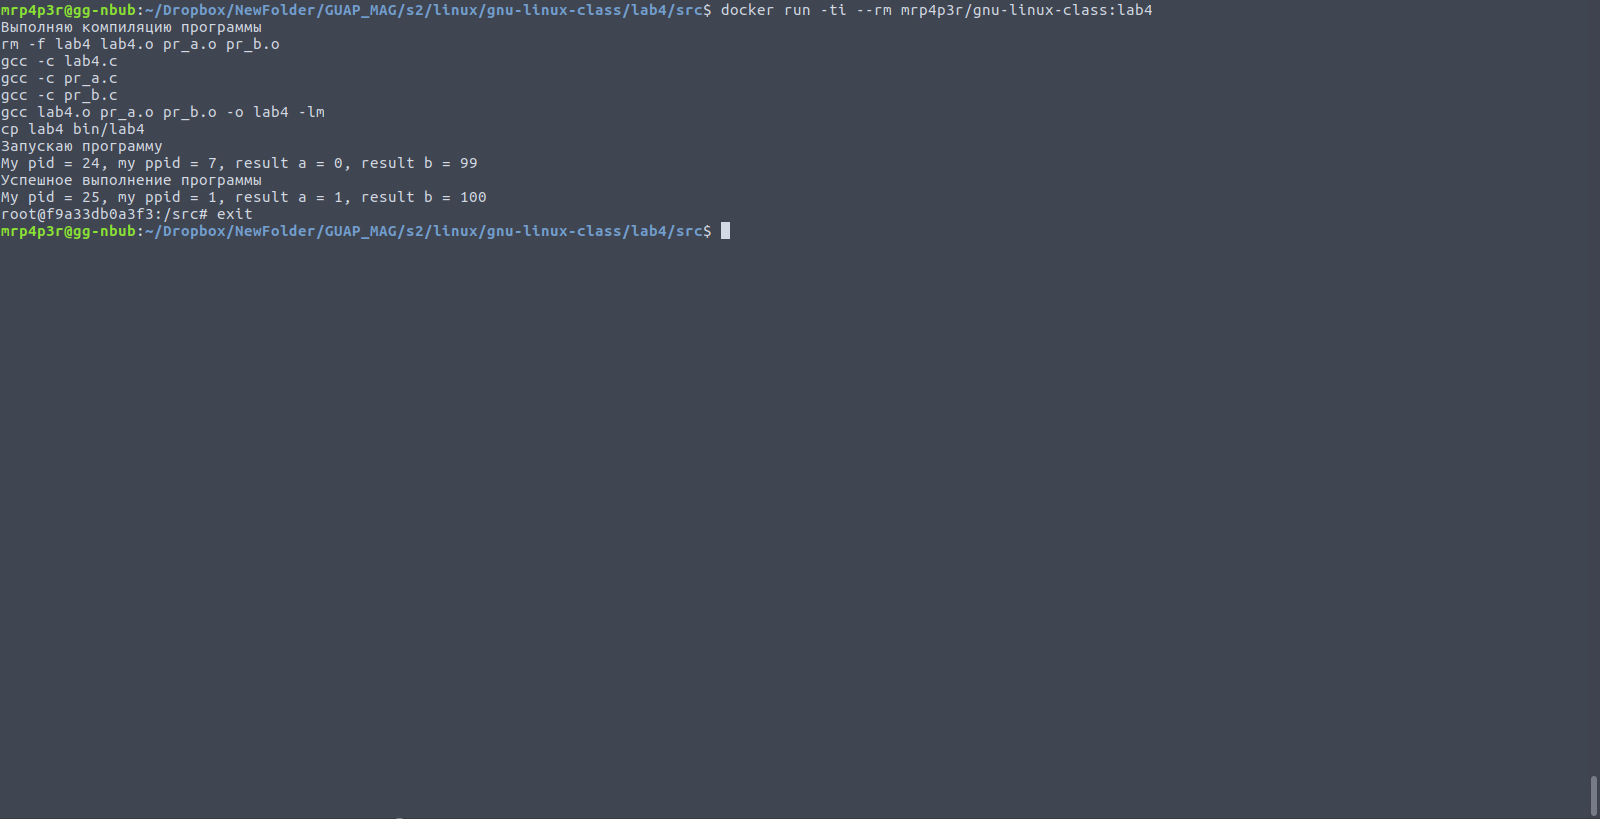 mrp4p3r@gg-nbub:~/Dropbox/NewFolder/GUAP_MAG/s2/linux/gnu-linux-class/lab4/src$ docker run -ti --rm mrp4p3r/gnu-linux-class:lab4
Выполняю компиляцию программы
rm -f lab4 lab4.o pr_a.o pr_b.o
gcc -c lab4.c
gcc -c pr_a.c
gcc -c pr_b.c
gcc lab4.o pr_a.o pr_b.o -o lab4 -lm
cp lab4 bin/lab4
Запускаю программу
My pid = 24, my ppid = 7, result a = 0, result b = 99
Успешное выполнение программы
My pid = 25, my ppid = 1, result a = 1, result b = 100
root@f9a33db0a3f3:/src# exit
mrp4p3r@gg-nbub:~/Dropbox/NewFolder/GUAP_MAG/s2/linux/gnu-linux-class/lab4/src$